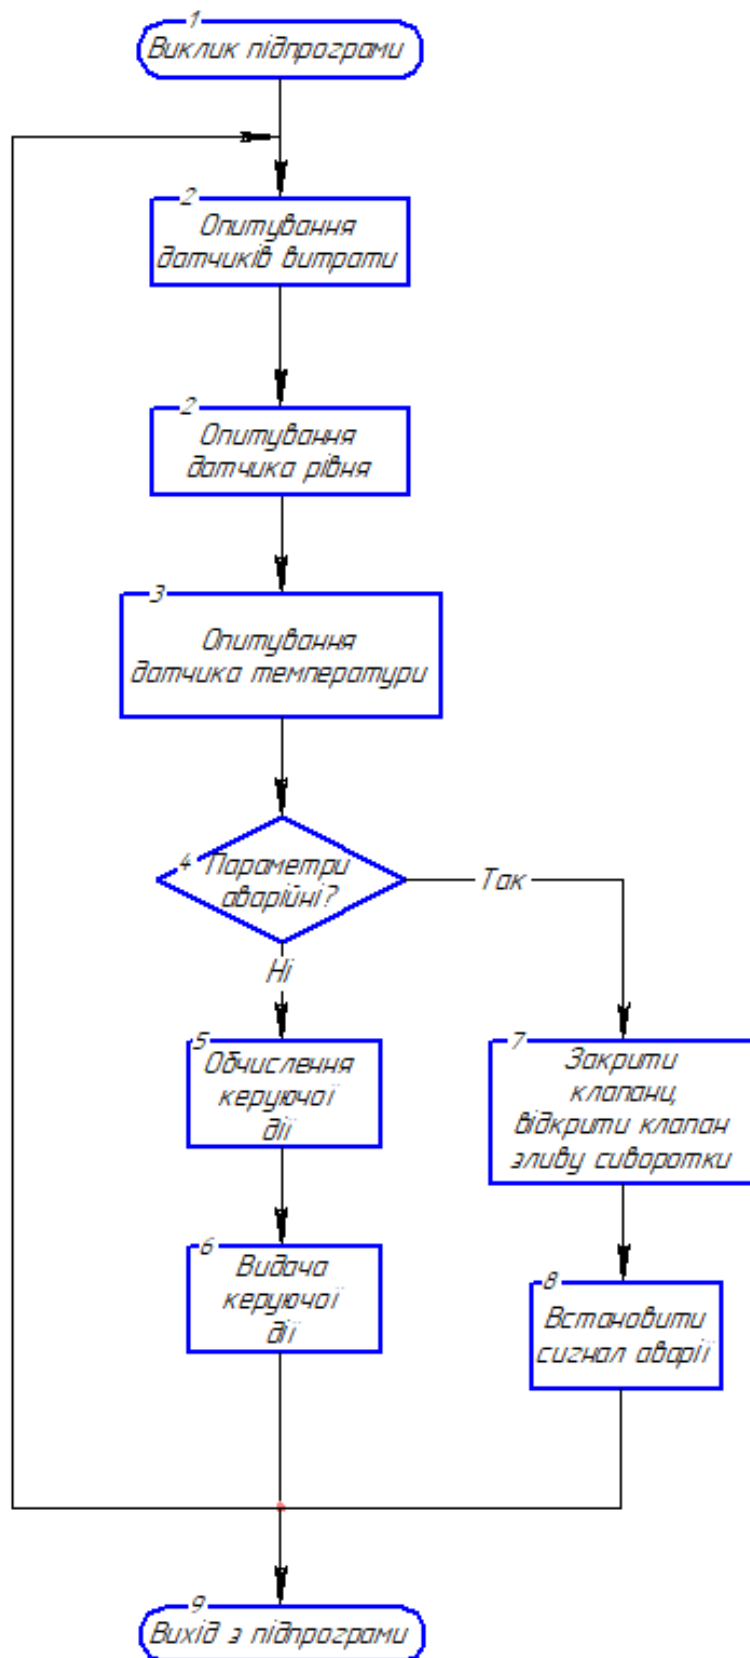 1
Виклик підпрограми
2
Опитування
датчиків витрати
2
Опитування
датчика рівня
3
Опитування
датчика температури
4 Параметри
аварійні?
Так
Ні
5
Обчислення
керуючої
дії
7
Закрити
клапани,
відкрити клапан
зливу сиворотки
6
Видача
керуючої
дії
8
Встановити
сигнал аварії
9
Вихід з підпрограми